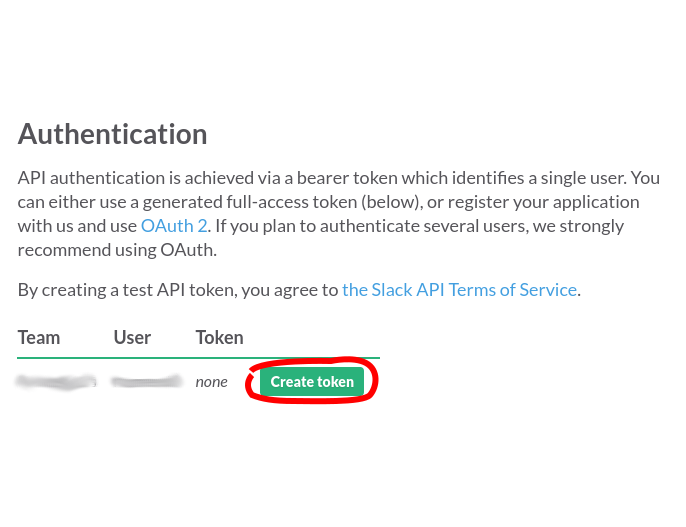 Authentication
API authentication is achieved via a bearer token which identifies a single user. You
can either use a generated full-access token (below), or register your application
with us and use OAuth 2. If you plan to authenticate several users, we strongly
recommend using OAuth.
By creating a test API token, you agree to the Slack API Terms of Service.
Team User Token
none Create token